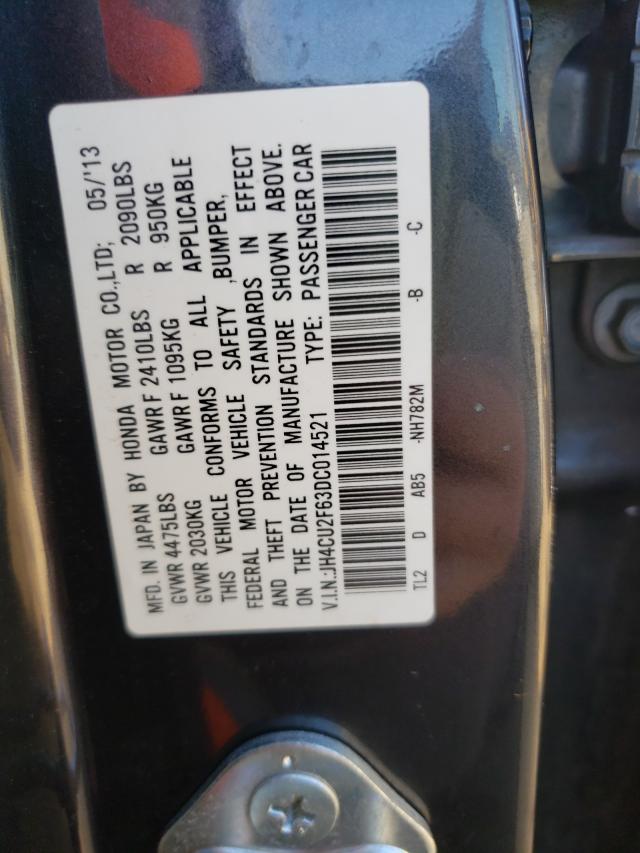 MFD. IN JAPAN BY HONDA MOTOR CO.,LTD; 05/'13
GVWR 4475LBS GAWR F 2410LBS R 2090LBS
GVWR 2030KG GAWR F 1095KG R 950KG
THIS VEHICLE CONFORMS TO ALL APPLICABLE
FEDERAL MOTOR VEHICLE SAFETY ,BUMPER,
AND THEFT PREVENTION STANDARDS IN EFFECT
ON THE DATE OF MANUFACTURE SHOWN ABOVE.
V.I.N.:JH4CU2F63DC014521 TYPE: PASSENGER CAR
TL2 D AB5 -NH782M -B -C